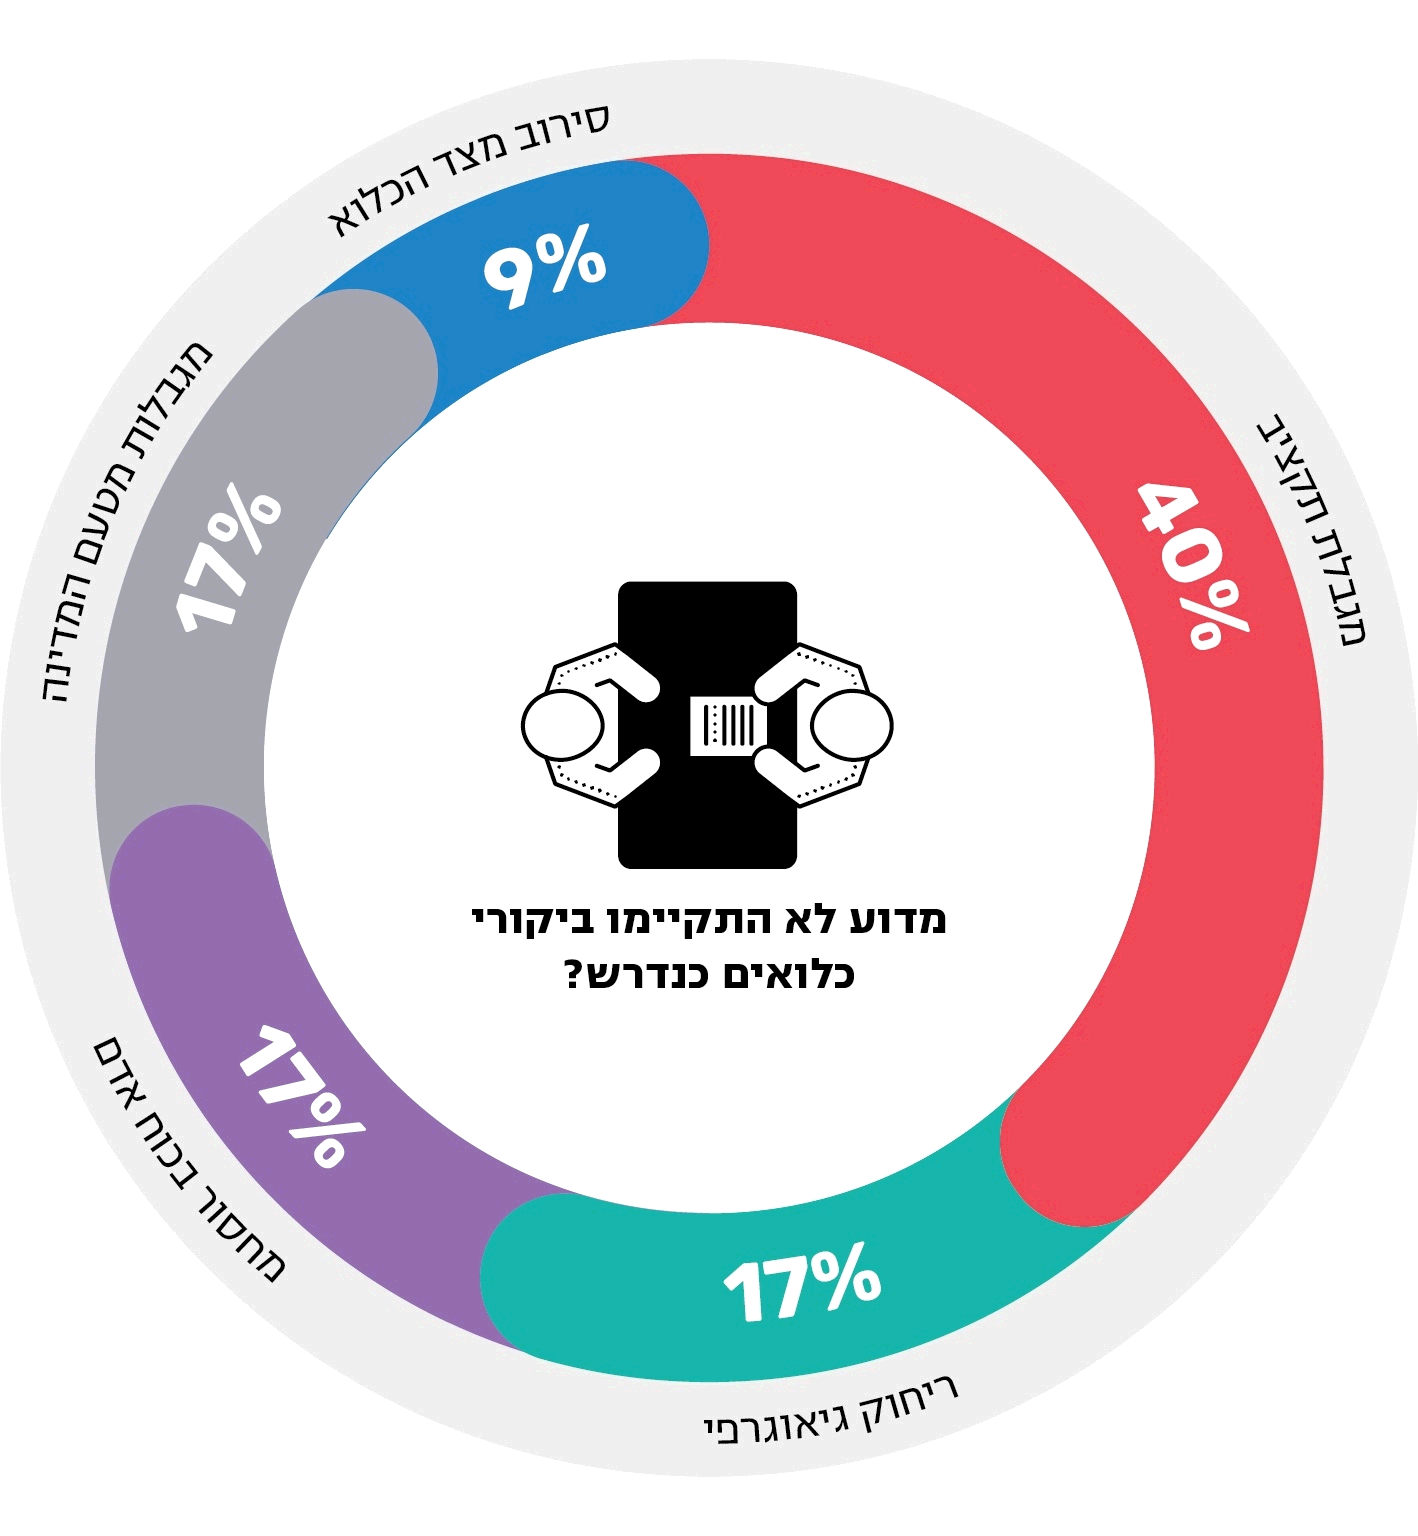 מגבלת תקציב
40%
ריחוק גיאוגרפי
17%
מחסור בכוח אדם
17%
מגבלות מטעם המדינה
17%
סירוב מצד הכלוא
9%
מדוע לא התקיימו ביקורי
כלואים כנדרש?